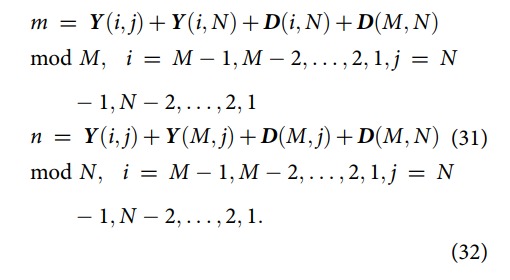 m = Y(i,j) + Y(i,N) + D(i,N) + D(M,N)
mod M, i = M − 1, M − 2, . . . , 2, 1, j = N
− 1, N − 2, . . . , 2, 1
n = Y(i,j) + Y(M,j) + D(M,j) + D(M,N) (31)
mod N, i = M − 1, M − 2, . . . , 2, 1, j = N
− 1, N − 2, . . . , 2, 1.
(32)